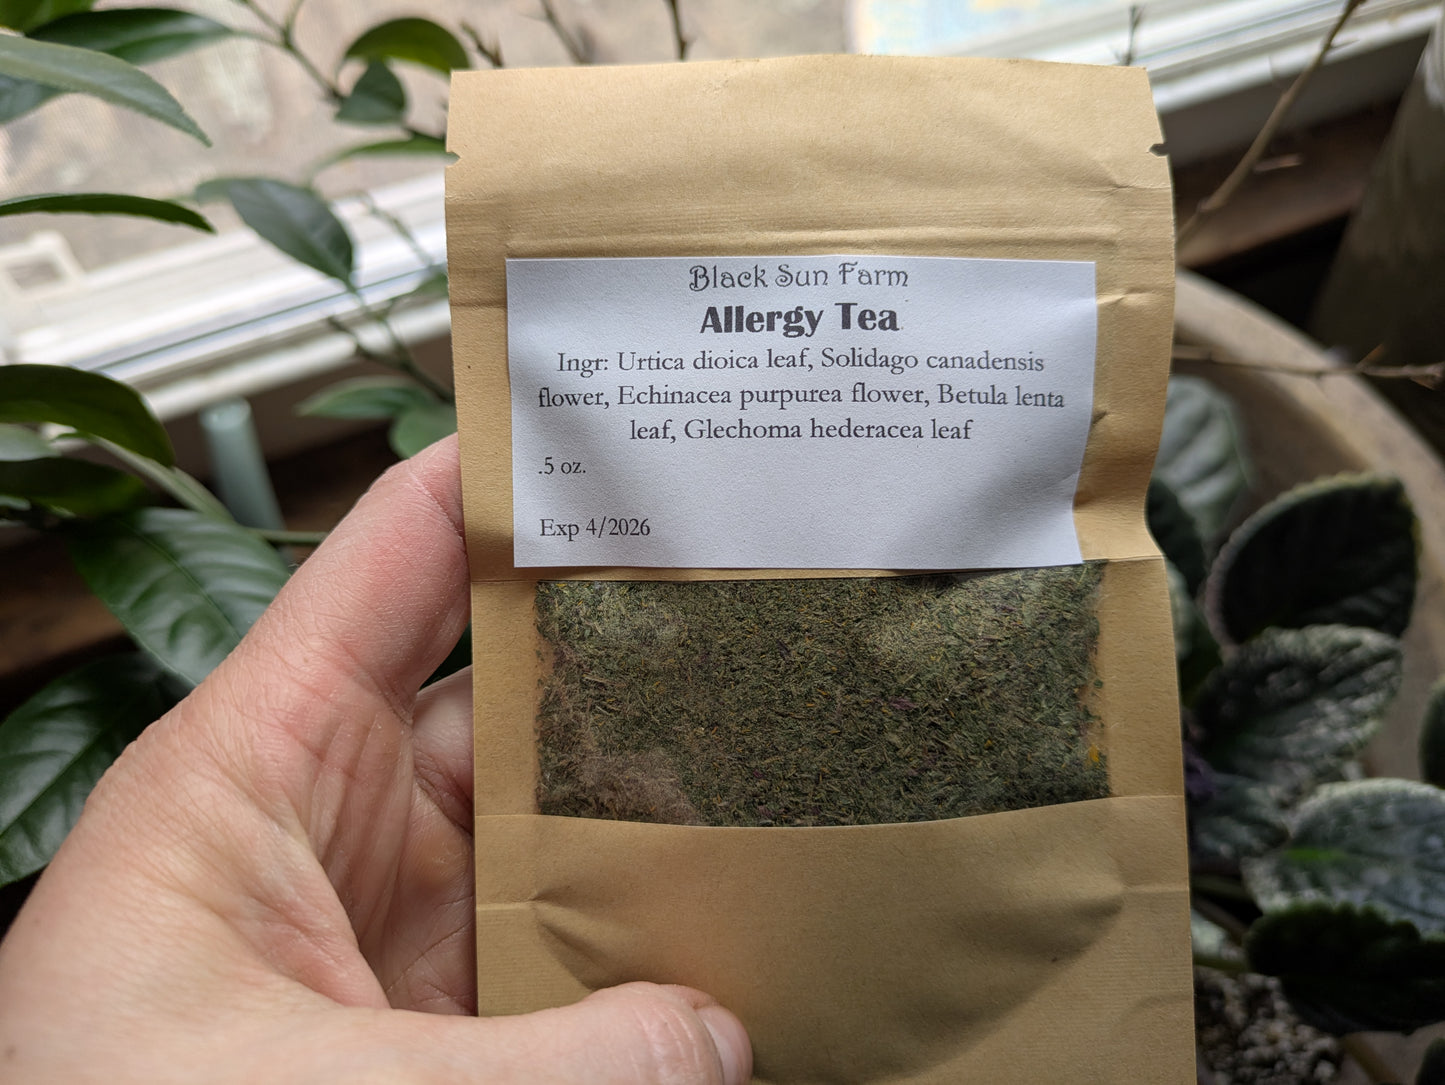 Black Sun Farm
Allergy Tea
Ingr: Urtica dioica leaf, Solidago canadensis
flower, Echinacea purpurea flower, Betula lenta
leaf, Glechoma hederacea leaf
.5 oz.
Exp 4/2026